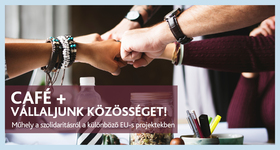 CAFÉ +
VÁLLALJUNK KÖZÖSSÉGET!
Műhely a szolidaritásról a különböző EU-s projektekben